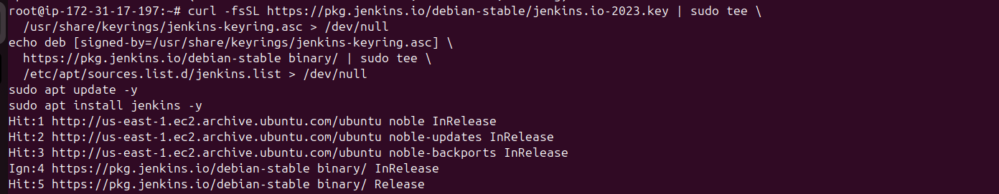 root@ip-172-31-17-197:~# curl -fsSL https://pkg.jenkins.io/debian-stable/jenkins.io-2023.key | sudo tee \
  /usr/share/keyrings/jenkins-keyring.asc > /dev/null
echo deb [signed-by=/usr/share/keyrings/jenkins-keyring.asc] \
  https://pkg.jenkins.io/debian-stable binary/ | sudo tee \
  /etc/apt/sources.list.d/jenkins.list > /dev/null
sudo apt update -y
sudo apt install jenkins -y
Hit:1 http://us-east-1.ec2.archive.ubuntu.com/ubuntu noble InRelease
Hit:2 http://us-east-1.ec2.archive.ubuntu.com/ubuntu noble-updates InRelease
Hit:3 http://us-east-1.ec2.archive.ubuntu.com/ubuntu noble-backports InRelease
Ign:4 https://pkg.jenkins.io/debian-stable binary/ InRelease
Hit:5 https://pkg.jenkins.io/debian-stable binary/ Release